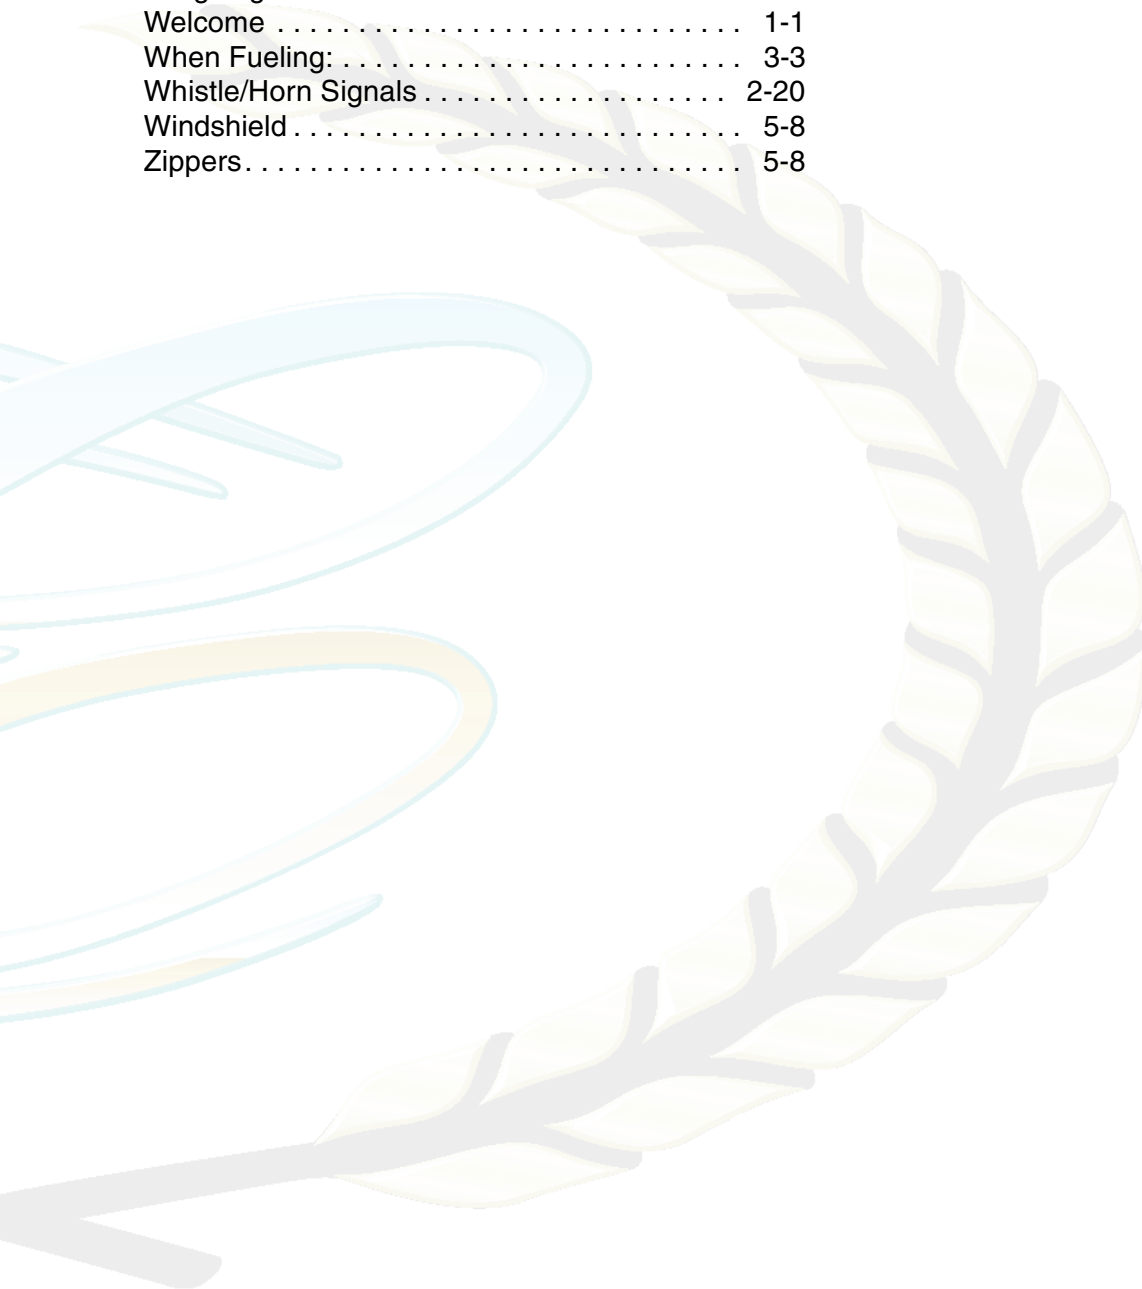 Welcome . . . . . . . . . . . . . . . . . . . . . . . . . . . . . 1-1
When Fueling: . . . . . . . . . . . . . . . . . . . . . . . . . 3-3
Whistle/Horn Signals . . . . . . . . . . . . . . . . . . . 2-20
Windshield . . . . . . . . . . . . . . . . . . . . . . . . . . . . 5-8
Zippers . . . . . . . . . . . . . . . . . . . . . . . . . . . . . . . 5-8